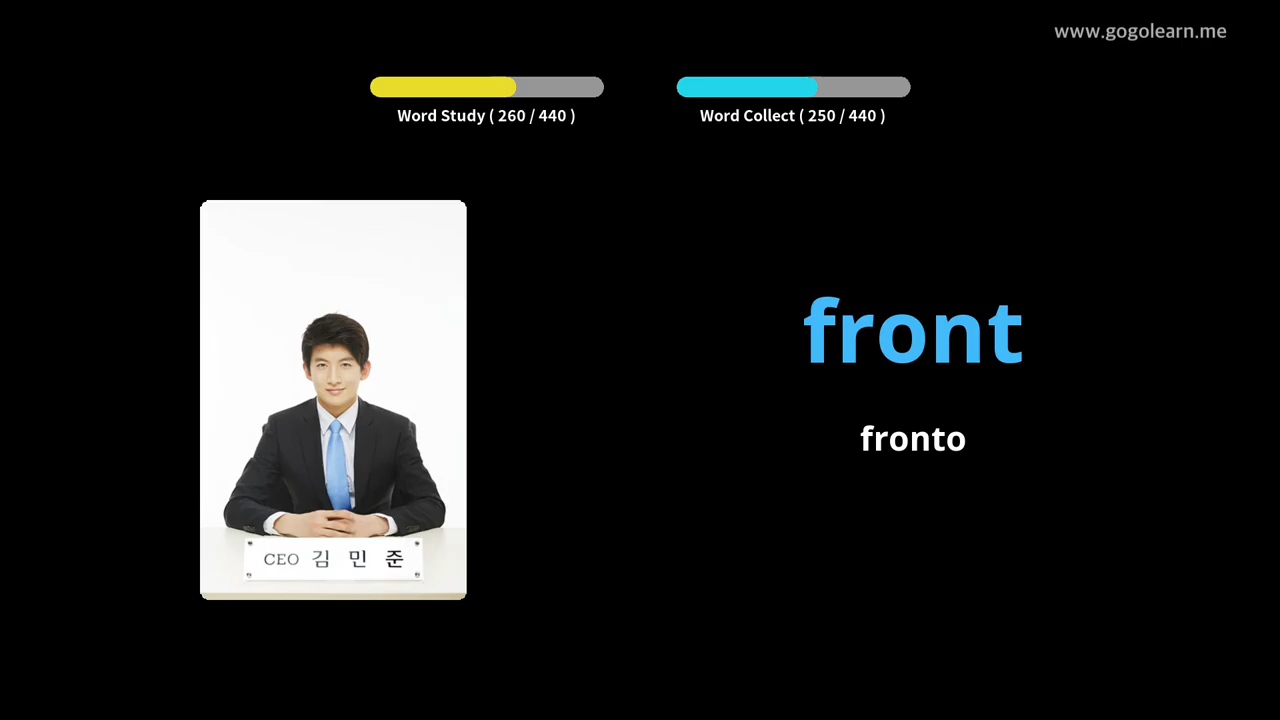 www.gogolearn.me
Word Study ( 260 / 440 )
Word Collect ( 250 / 440 )
front
fronto
CEO 김 민 준